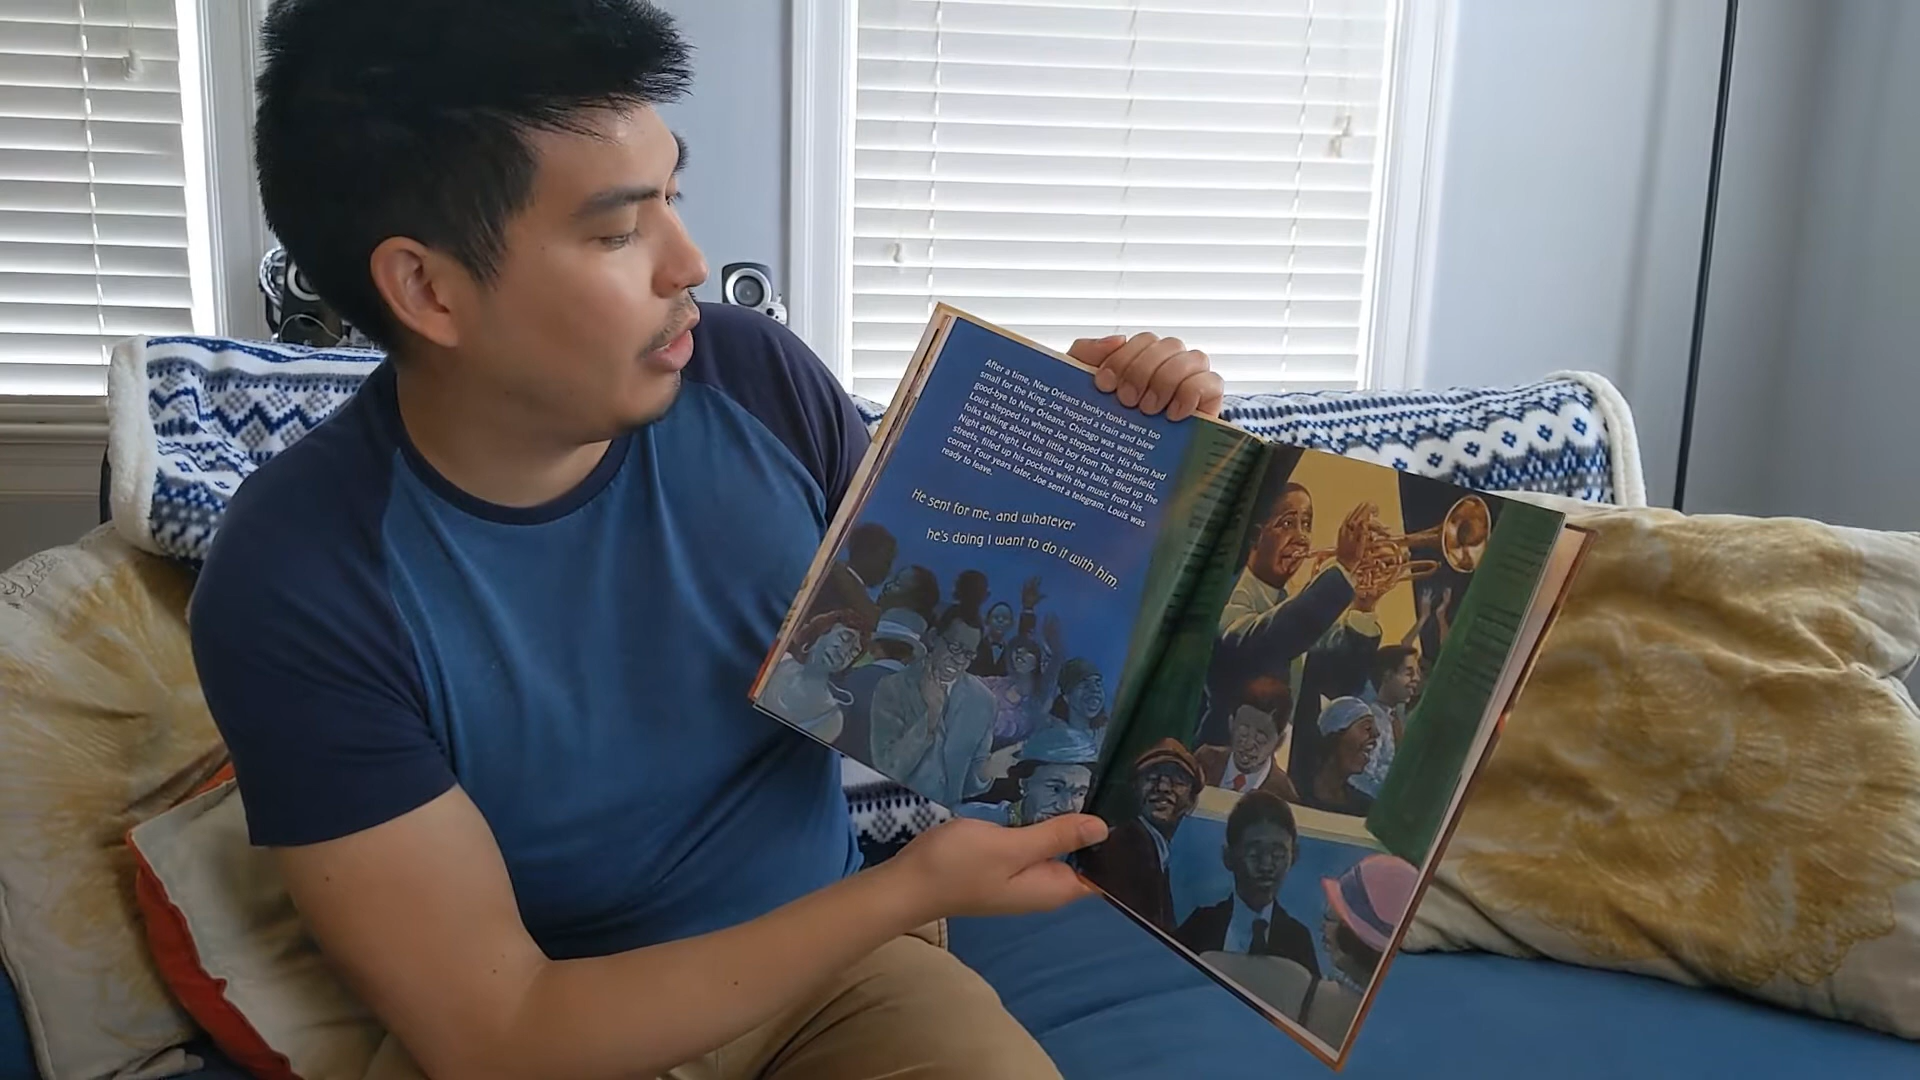 After a time, New Orleans honky-tonks were too
small for the King. Joe hopped a train and blew
good-bye to New Orleans. Chicago was waiting.
Louis stepped in where Joe stepped out. His horn had
folks talking about the little boy from The Battlefield.
Night after night, Louis filled up the halls, filled up the
streets, filled up his pockets with the music from his
cornet. Four years later, Joe sent a telegram. Louis was
ready to leave.
He sent for me, and whatever
he's doing I want to do it with him.